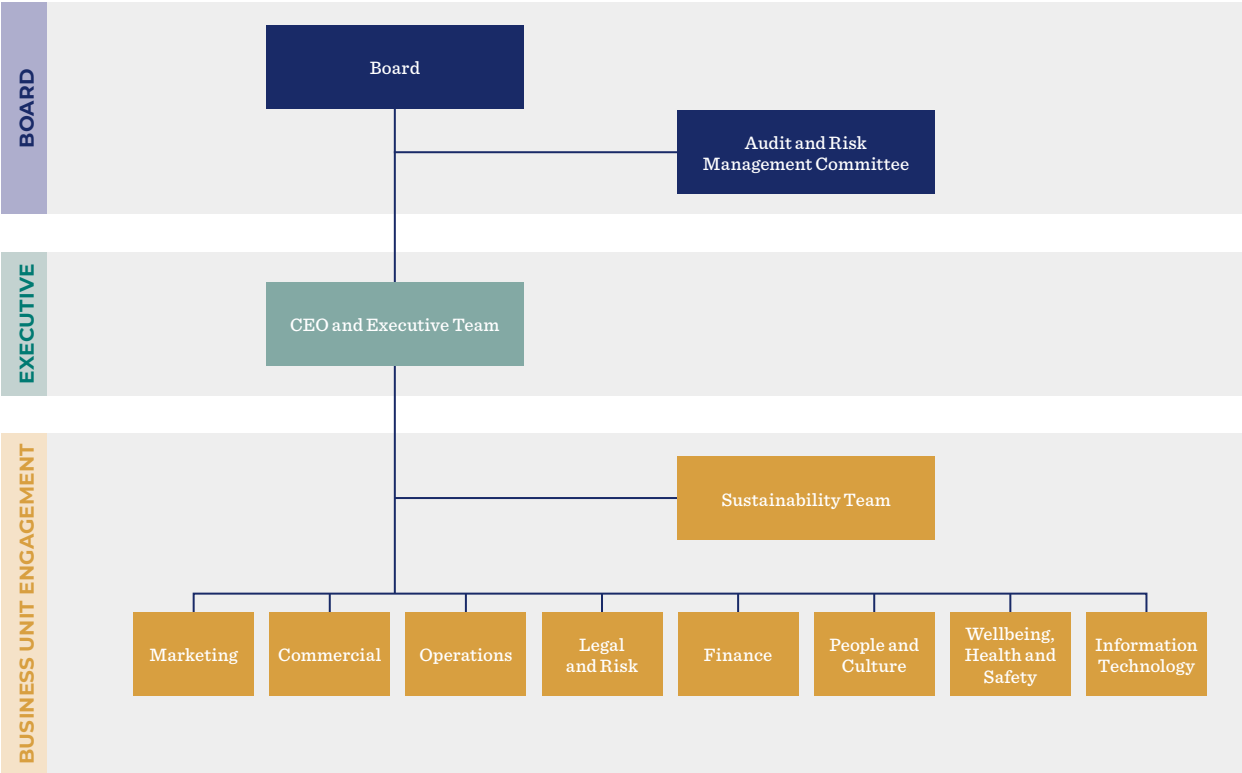 BOARD
Board
Audit and Risk
Management Committee
EXECUTIVE
CEO and Executive Team
BUSINESS UNIT ENGAGEMENT
Sustainability Team
Marketing
Commercial
Operations
Legal
and Risk
Finance
People and
Culture
Wellbeing,
Health and
Safety
Information
Technology